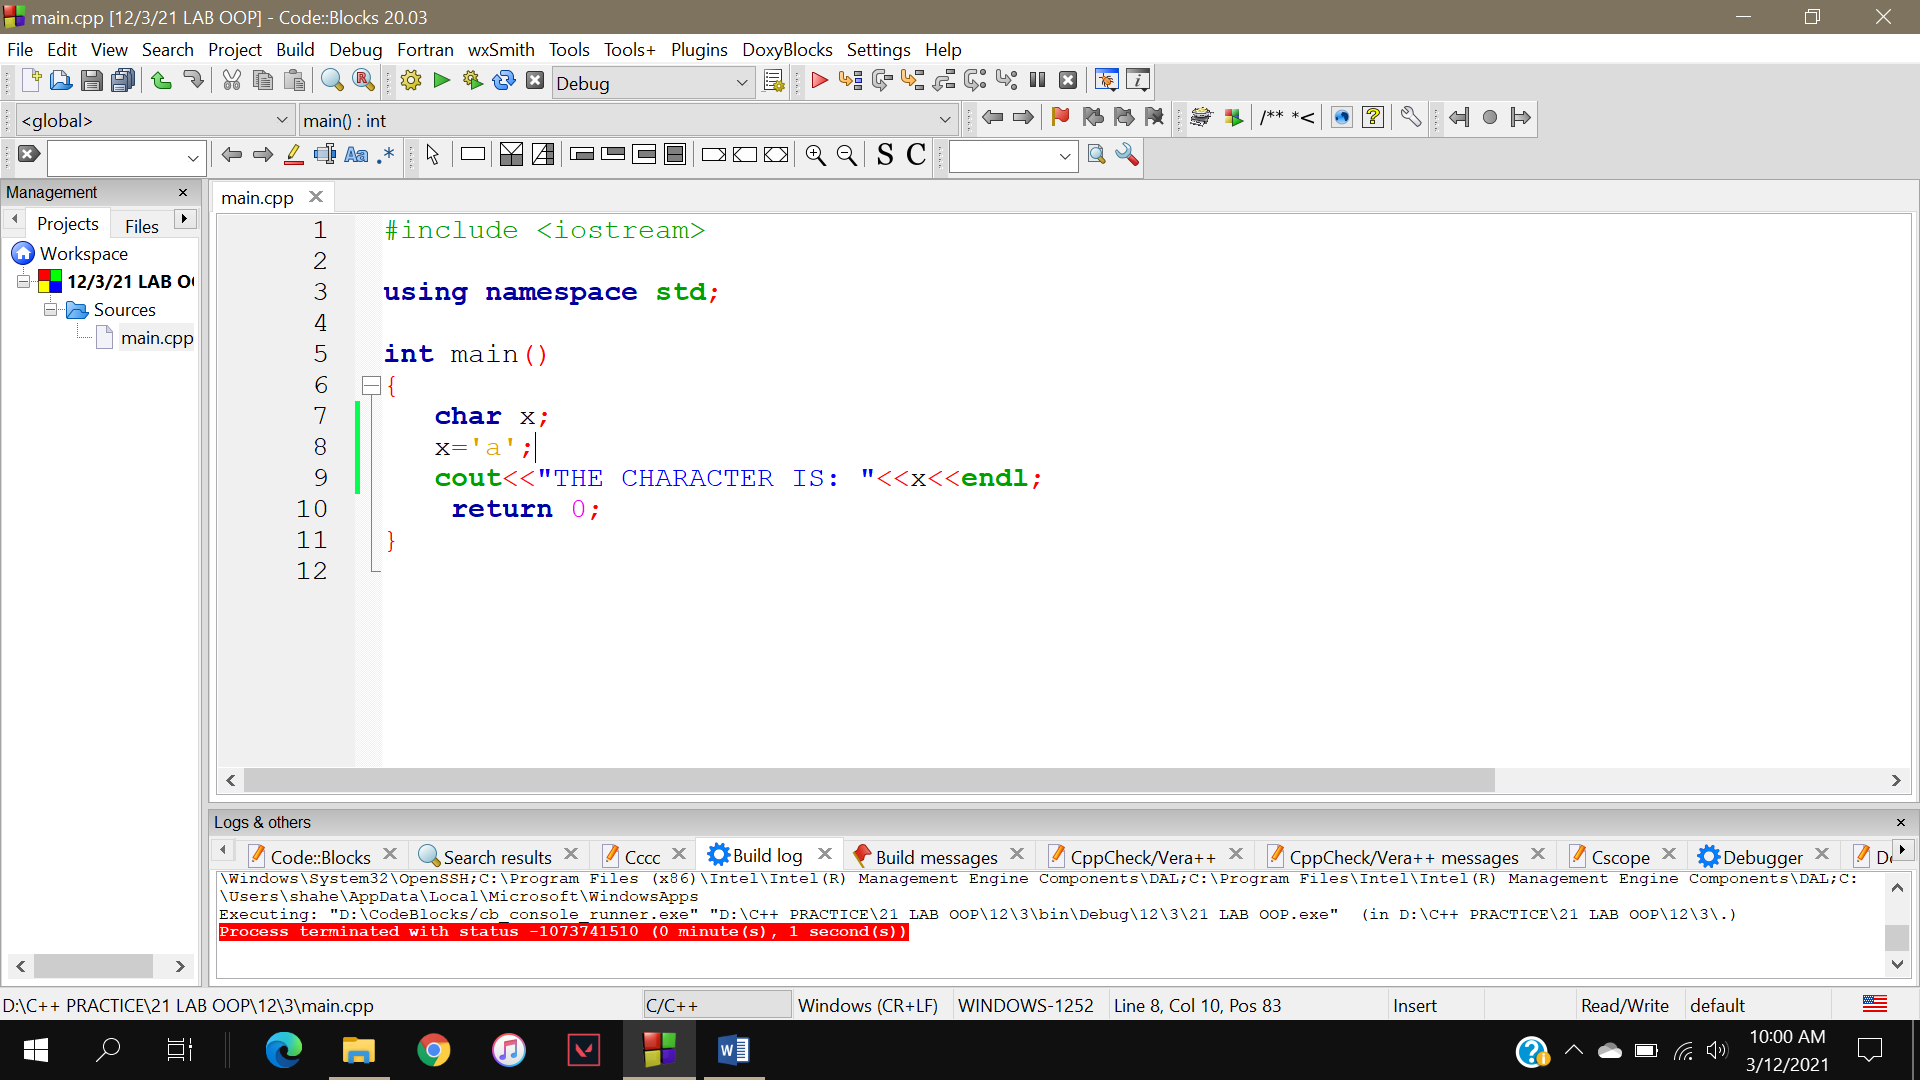 main.cpp [12/3/21 LAB OOP] - Code::Blocks 20.03
File Edit View Search Project Build Debug Fortran wxSmith Tools Tools+ Plugins DoxyBlocks Settings Help
Debug
<global> main() : int /** *<
Aa .* S C
Management
Projects Files
Workspace
12/3/21 LAB O
Sources
main.cpp
main.cpp
1 #include <iostream>
2
3 using namespace std;
4
5 int main()
6 {
7 char x;
8 x='a';
9 cout<<"THE CHARACTER IS: "<<x<<endl;
10 return 0;
11 }
12
Logs & others
Code::Blocks Search results Cccc Build log Build messages CppCheck/Vera++ CppCheck/Vera++ messages Cscope Debugger
\Windows\System32\OpenSSH;C:\Program Files (x86)\Intel\Intel(R) Management Engine Components\DAL;C:\Program Files\Intel\Intel(R) Management Engine Components\DAL;C:
\Users\shahe\AppData\Local\Microsoft\WindowsApps
Executing: "D:\CodeBlocks/cb_console_runner.exe" "D:\C++ PRACTICE\21 LAB OOP\12\3\bin\Debug\12\3\21 LAB OOP.exe" (in D:\C++ PRACTICE\21 LAB OOP\12\3\.)
Process terminated with status -1073741510 (0 minute(s), 1 second(s))
D:\C++ PRACTICE\21 LAB OOP\12\3\main.cpp C/C++ Windows (CR+LF) WINDOWS-1252 Line 8, Col 10, Pos 83 Insert Read/Write default
10:00 AM
3/12/2021